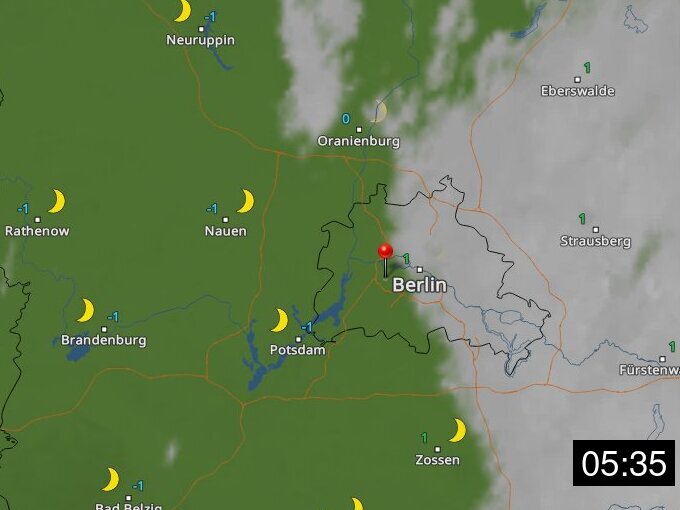 -1
Neuruppin
1
Eberswalde
0
Oranienburg
-1
Rathenow
-1
Nauen
1
Strausberg
1
Berlin
-1
Brandenburg
-1
Potsdam
1
Fürstenwa
1
Zossen
05:35
-1
Bad Belzig